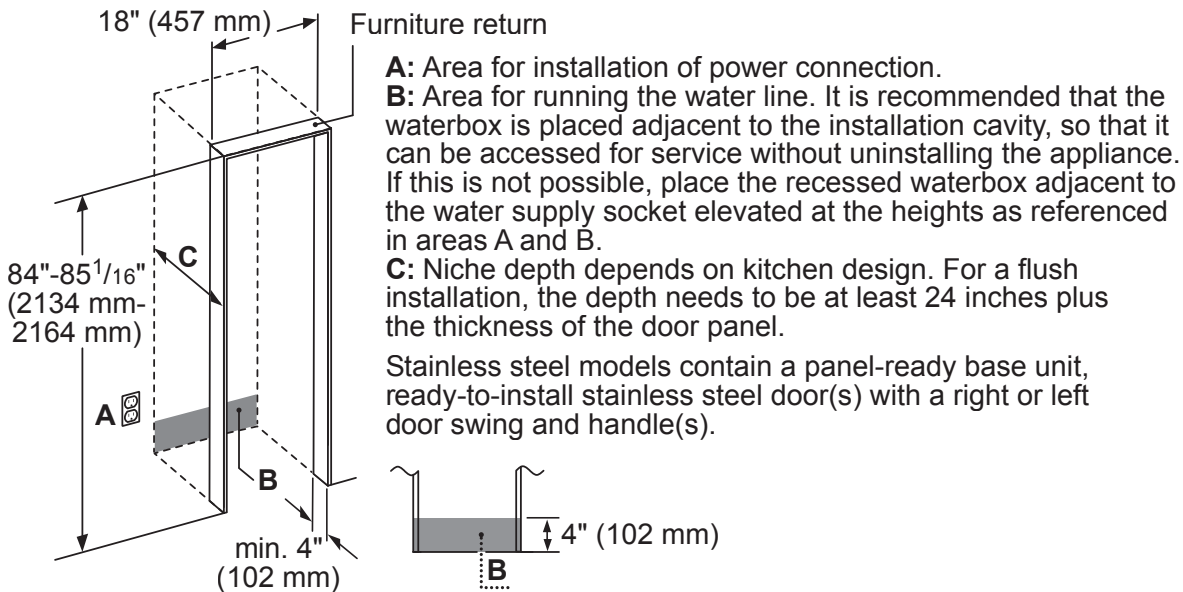 18" (457 mm)
Furniture return
A: Area for installation of power connection.
B: Area for running the water line. It is recommended that the
waterbox is placed adjacent to the installation cavity, so that it
can be accessed for service without uninstalling the appliance.
If this is not possible, place the recessed waterbox adjacent to
the water supply socket elevated at the heights as referenced
in areas A and B.
C: Niche depth depends on kitchen design. For a flush
installation, the depth needs to be at least 24 inches plus
the thickness of the door panel.
Stainless steel models contain a panel-ready base unit,
ready-to-install stainless steel door(s) with a right or left
door swing and handle(s).
C
84"-85 1/16"
(2134 mm-
2164 mm)
A
B
min. 4"
(102 mm)
4" (102 mm)
B